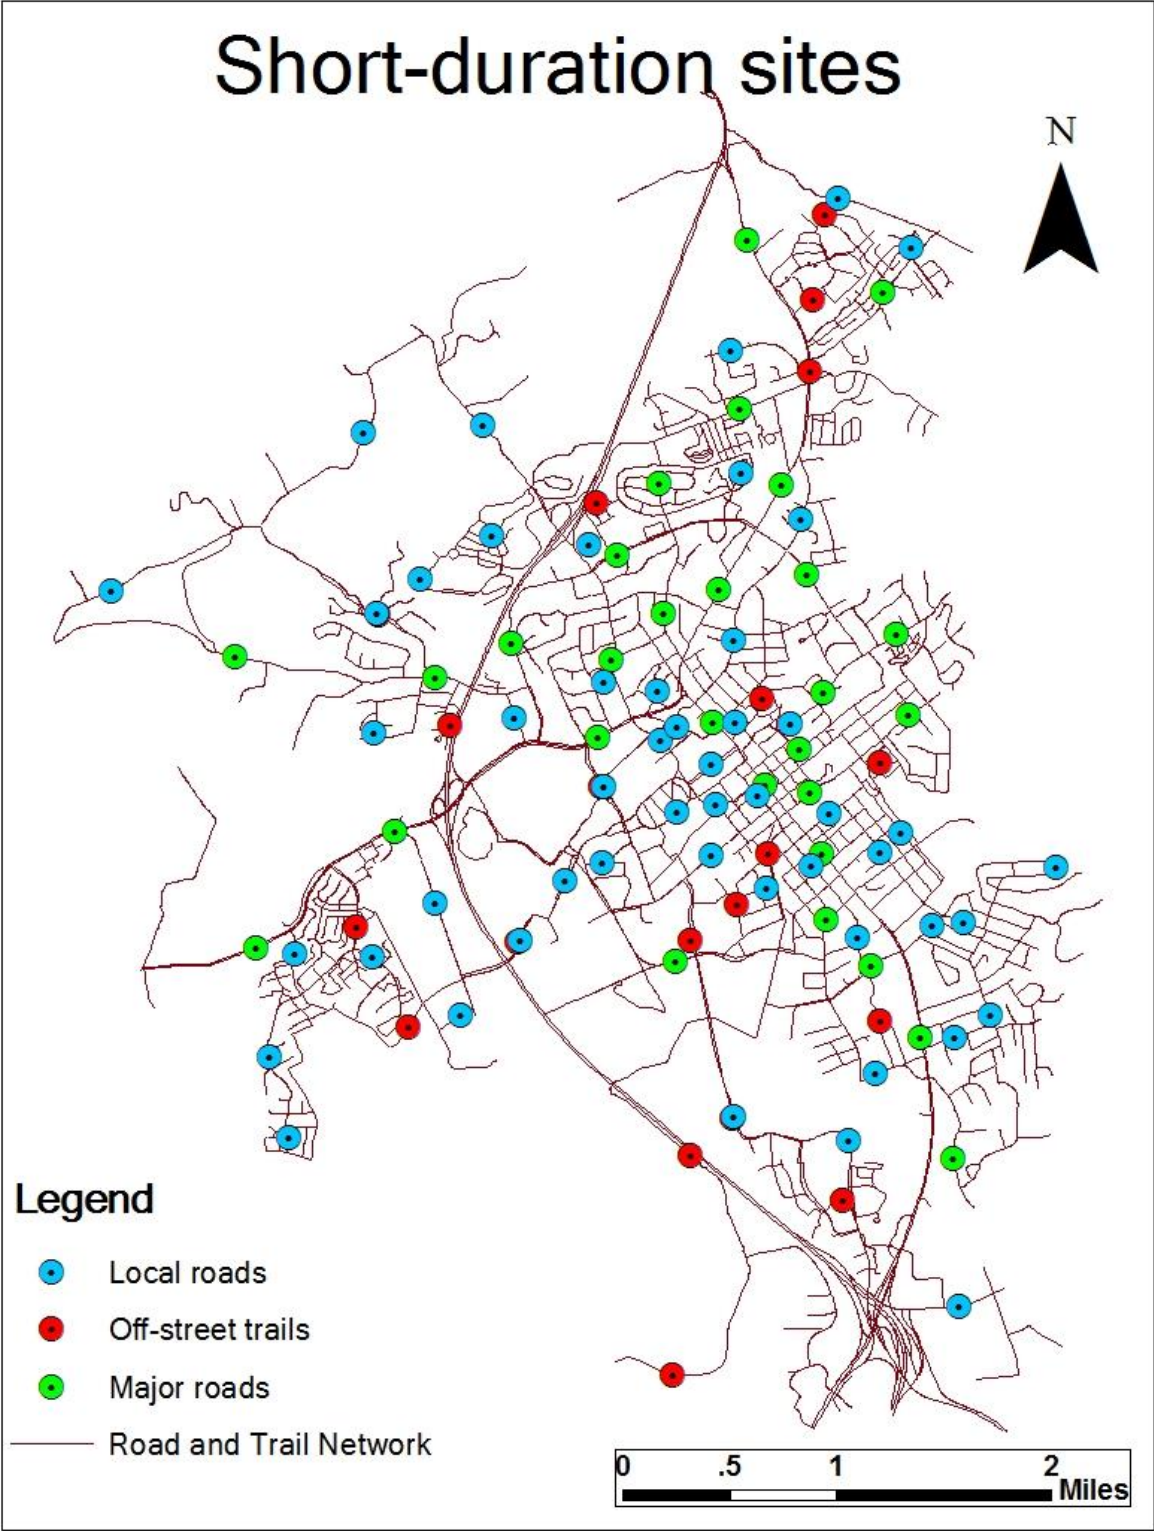 Short-duration sites
N
Legend
Local roads
Off-street trails
Major roads
Road and Trail Network
0 .5 1 2
Miles